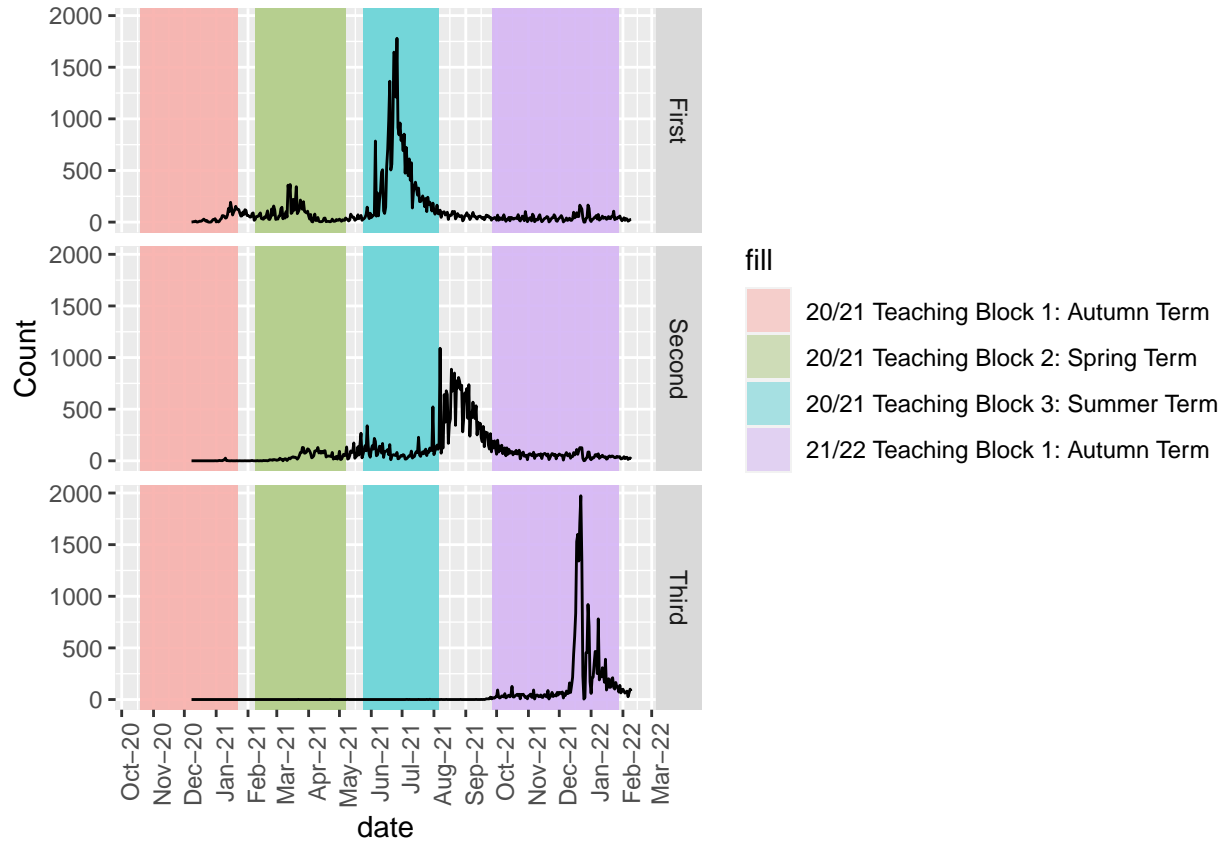 2000
1500
1000
500
0
First
2000
1500
1000
500
0
Second
2000
1500
1000
500
0
Third
Count
Oct–20
Nov–20
Dec–20
Jan–21
Feb–21
Mar–21
Apr–21
May–21
Jun–21
Jul–21
Aug–21
Sep–21
Oct–21
Nov–21
Dec–21
Jan–22
Feb–22
Mar–22
date
fill
20/21 Teaching Block 1: Autumn Term
20/21 Teaching Block 2: Spring Term
20/21 Teaching Block 3: Summer Term
21/22 Teaching Block 1: Autumn Term